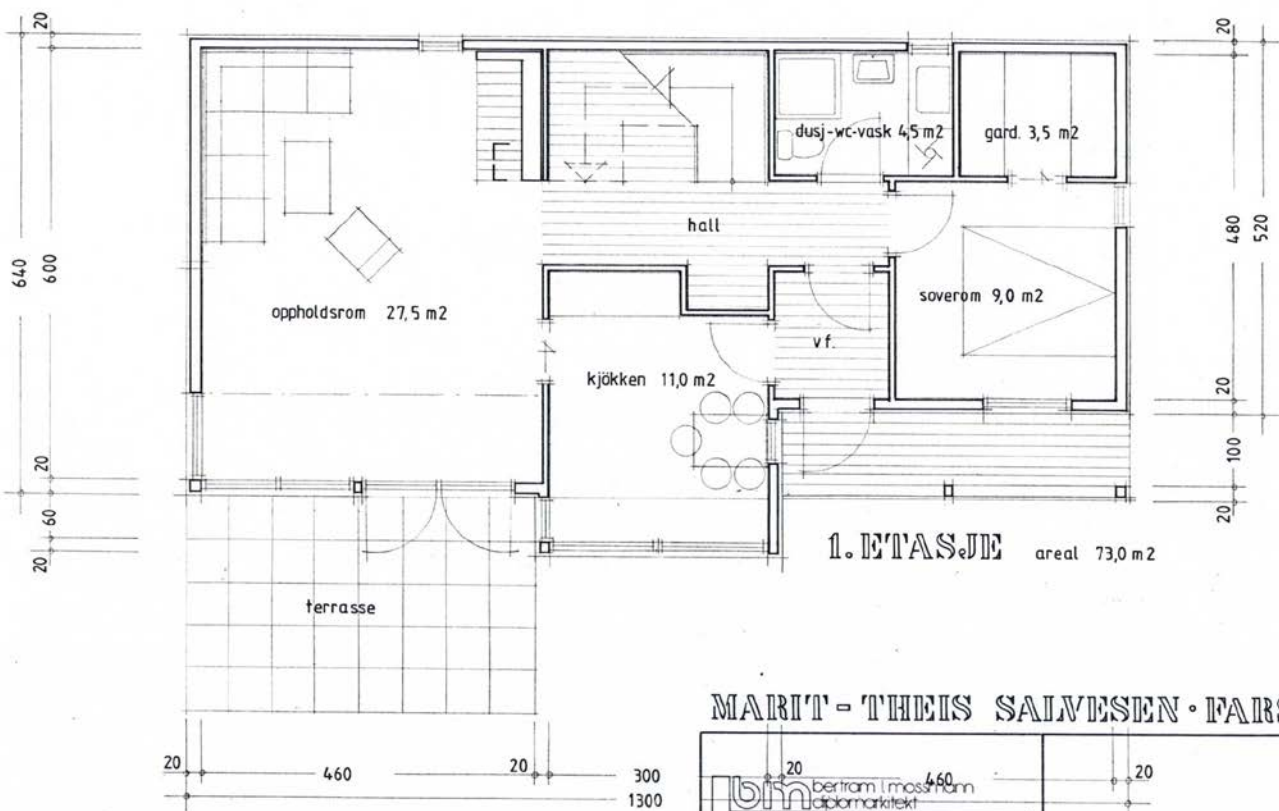 20
20
dusj-wc-vask 4,5 m2
gard. 3,5 m2
hall
640
600
480
520
oppholdsrom 27,5 m2
soverom 9,0 m2
vf.
kjökken 11,0 m2
20
20
100
60
20
20
1. ETASJE areal 73,0 m2
terrasse
MARIT - THEIS SALVESEN · FARS
20 460 20 300 20 460 20
1300
bim bertram l mossmann
diplomarkitekt